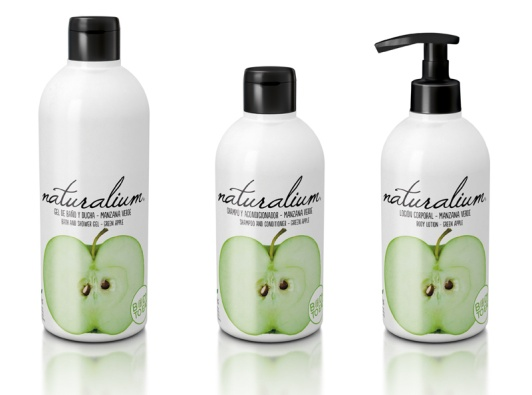 naturalium.
GEL DE BAÑO Y DUCHA - MANZANA VERDE
BATH AND SHOWER GEL - GREEN APPLE
naturalium.
CHAMPÚ Y ACONDICIONADOR - MANZANA VERDE
SHAMPOO AND CONDITIONER - GREEN APPLE
naturalium.
LOCIÓN CORPORAL - MANZANA VERDE
BODY LOTION - GREEN APPLE